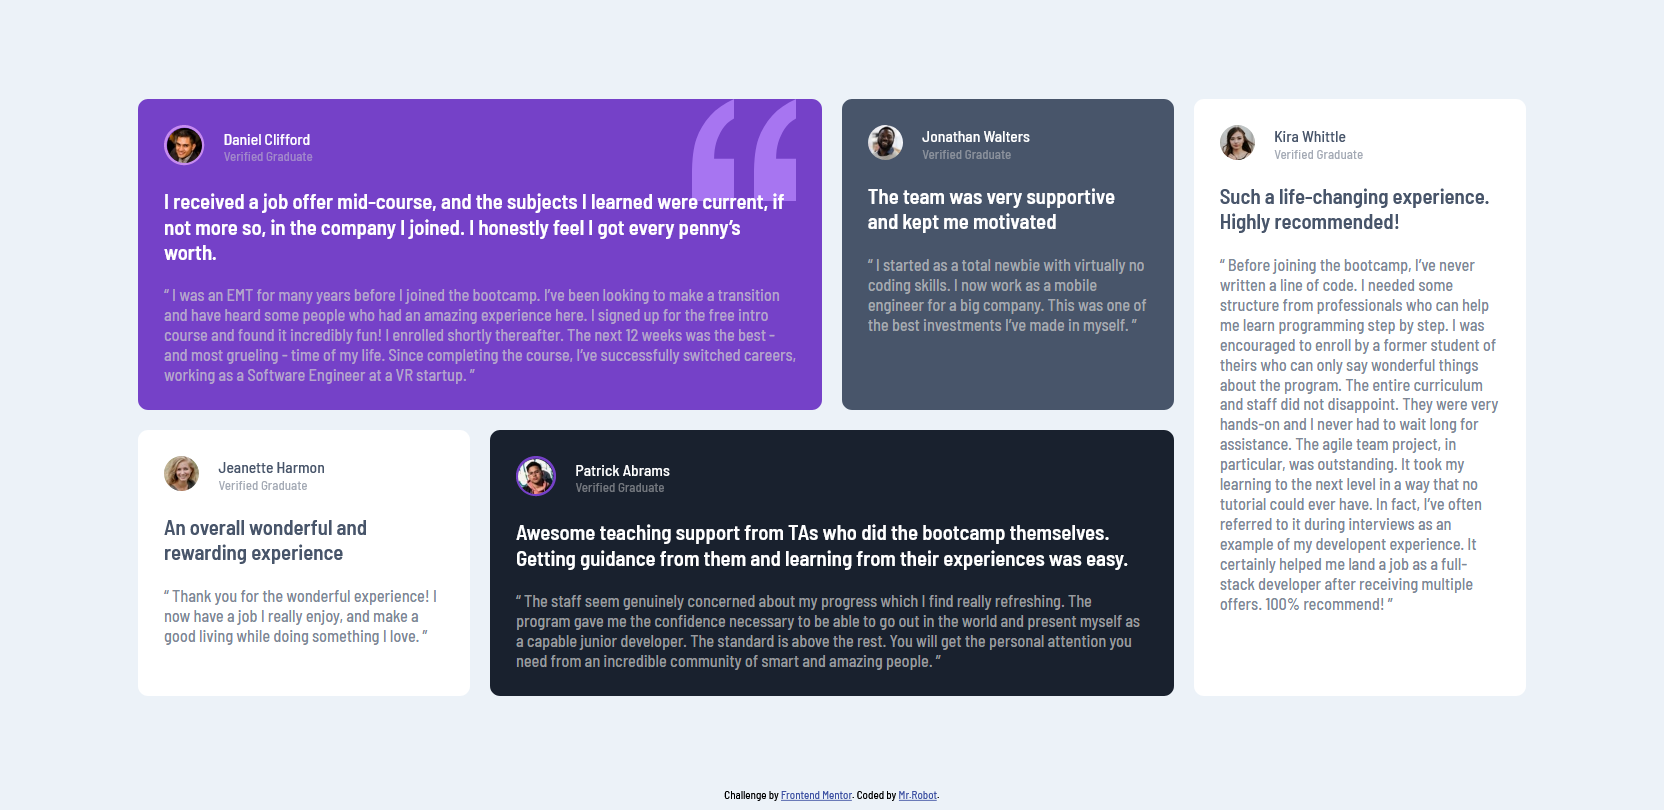 Daniel Clifford
Verified Graduate
I received a job offer mid-course, and the subjects I learned were current, if
not more so, in the company I joined. I honestly feel I got every penny’s
worth.
“ I was an EMT for many years before I joined the bootcamp. I’ve been looking to make a transition
and have heard some people who had an amazing experience here. I signed up for the free intro
course and found it incredibly fun! I enrolled shortly thereafter. The next 12 weeks was the best -
and most grueling - time of my life. Since completing the course, I’ve successfully switched careers,
working as a Software Engineer at a VR startup. ”
Jonathan Walters
Verified Graduate
The team was very supportive
and kept me motivated
“ I started as a total newbie with virtually no
coding skills. I now work as a mobile
engineer for a big company. This was one of
the best investments I’ve made in myself. ”
Kira Whittle
Verified Graduate
Such a life-changing experience.
Highly recommended!
“ Before joining the bootcamp, I’ve never
written a line of code. I needed some
structure from professionals who can help
me learn programming step by step. I was
encouraged to enroll by a former student of
theirs who can only say wonderful things
about the program. The entire curriculum
and staff did not disappoint. They were very
hands-on and I never had to wait long for
assistance. The agile team project, in
particular, was outstanding. It took my
learning to the next level in a way that no
tutorial could ever have. In fact, I’ve often
referred to it during interviews as an
example of my developent experience. It
certainly helped me land a job as a full-
stack developer after receiving multiple
offers. 100% recommend! ”
Jeanette Harmon
Verified Graduate
An overall wonderful and
rewarding experience
“ Thank you for the wonderful experience! I
now have a job I really enjoy, and make a
good living while doing something I love. ”
Patrick Abrams
Verified Graduate
Awesome teaching support from TAs who did the bootcamp themselves.
Getting guidance from them and learning from their experiences was easy.
“ The staff seem genuinely concerned about my progress which I find really refreshing. The
program gave me the confidence necessary to be able to go out in the world and present myself as
a capable junior developer. The standard is above the rest. You will get the personal attention you
need from an incredible community of smart and amazing people. ”
Challenge by Frontend Mentor. Coded by Mr.Robot.